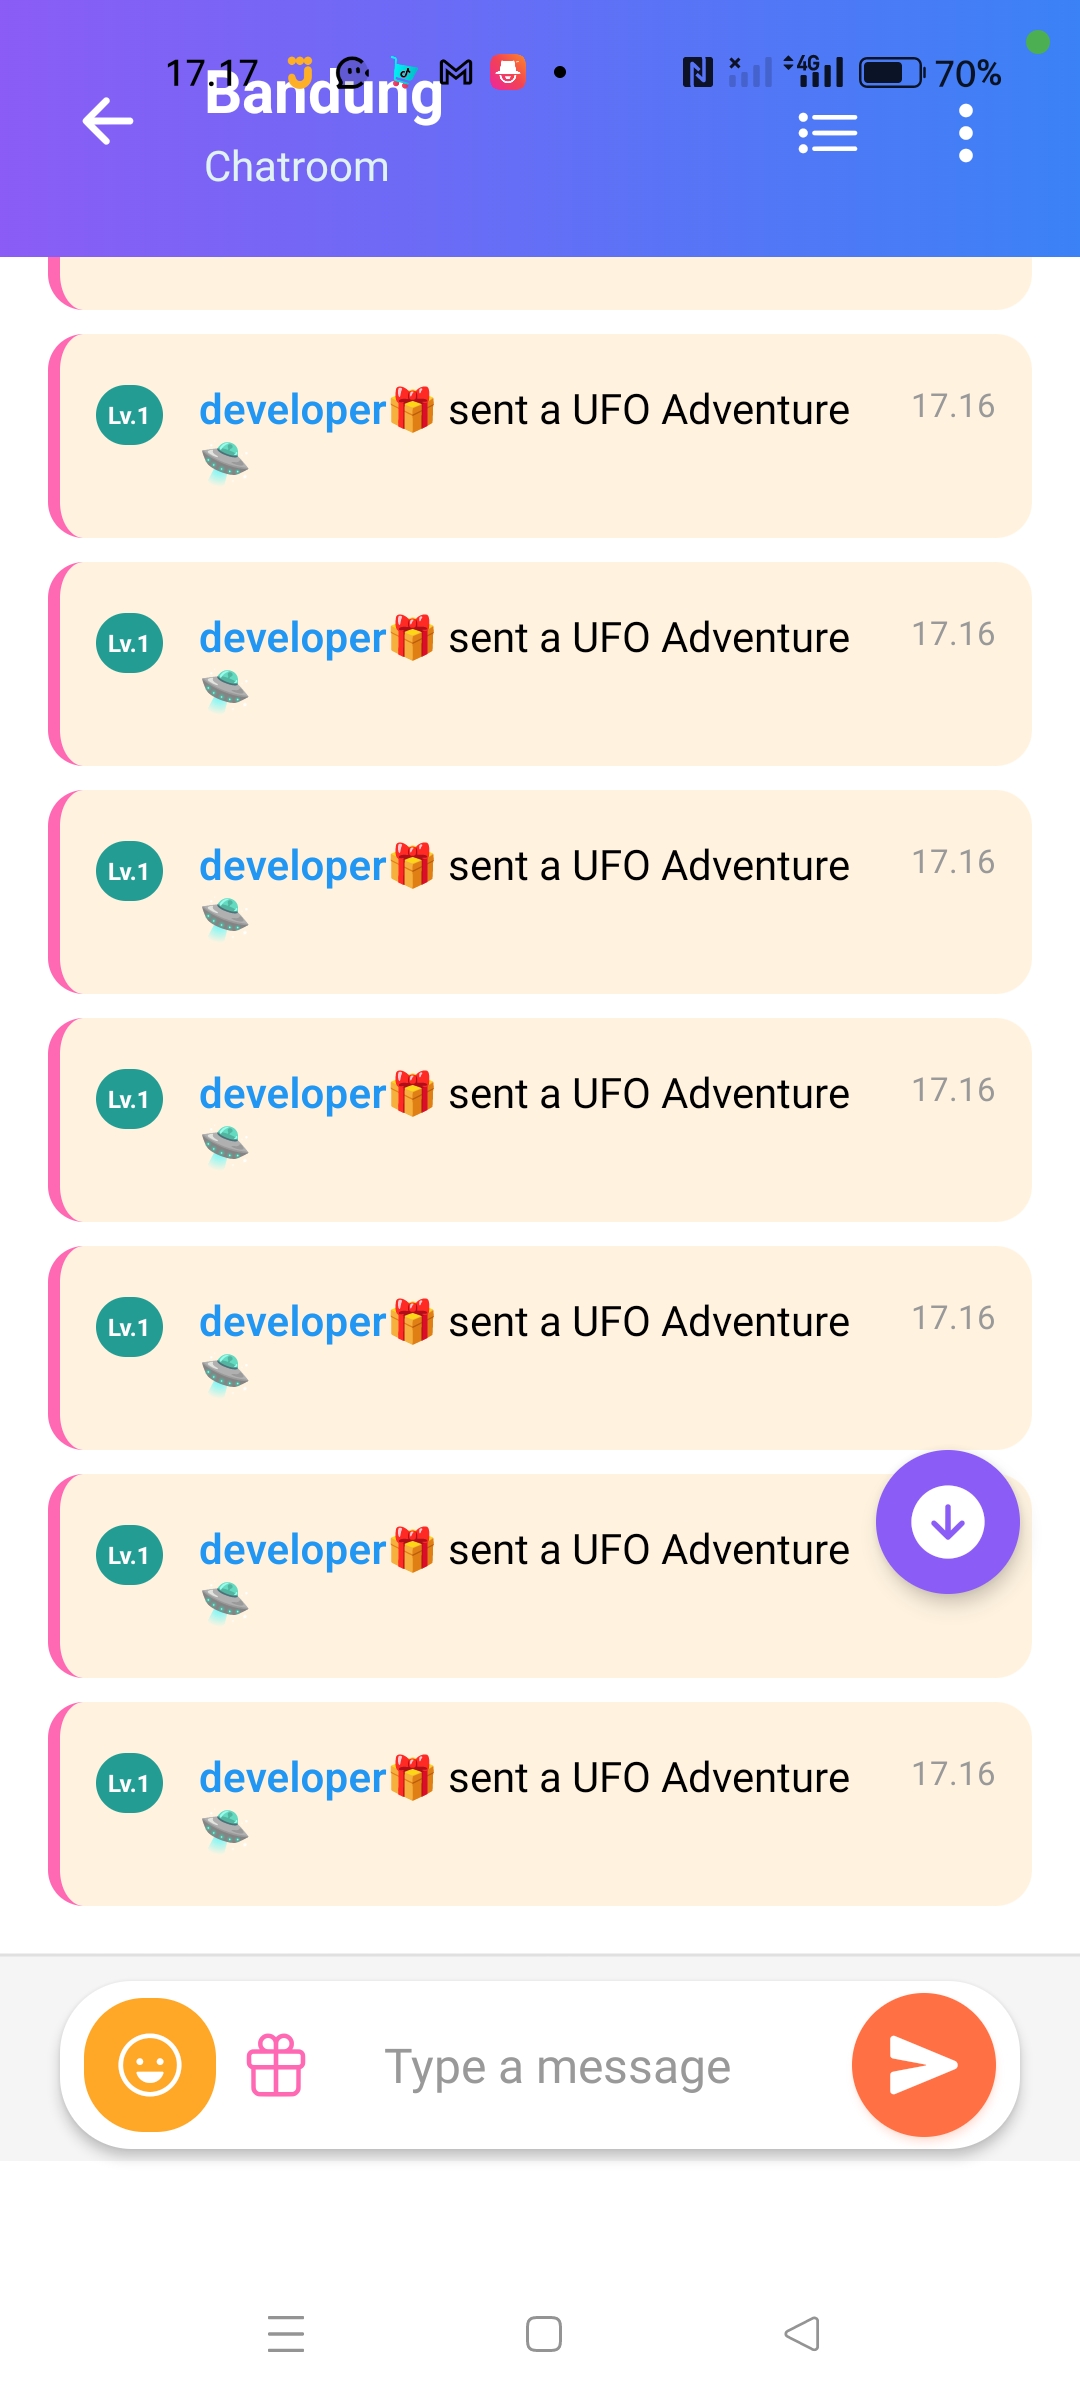 17.17 4G 70%
Bandung
Chatroom
Lv.1 developer🎁 sent a UFO Adventure 17.16
🛸
Lv.1 developer🎁 sent a UFO Adventure 17.16
🛸
Lv.1 developer🎁 sent a UFO Adventure 17.16
🛸
Lv.1 developer🎁 sent a UFO Adventure 17.16
🛸
Lv.1 developer🎁 sent a UFO Adventure 17.16
🛸
Lv.1 developer🎁 sent a UFO Adventure
🛸
Lv.1 developer🎁 sent a UFO Adventure 17.16
🛸
Type a message